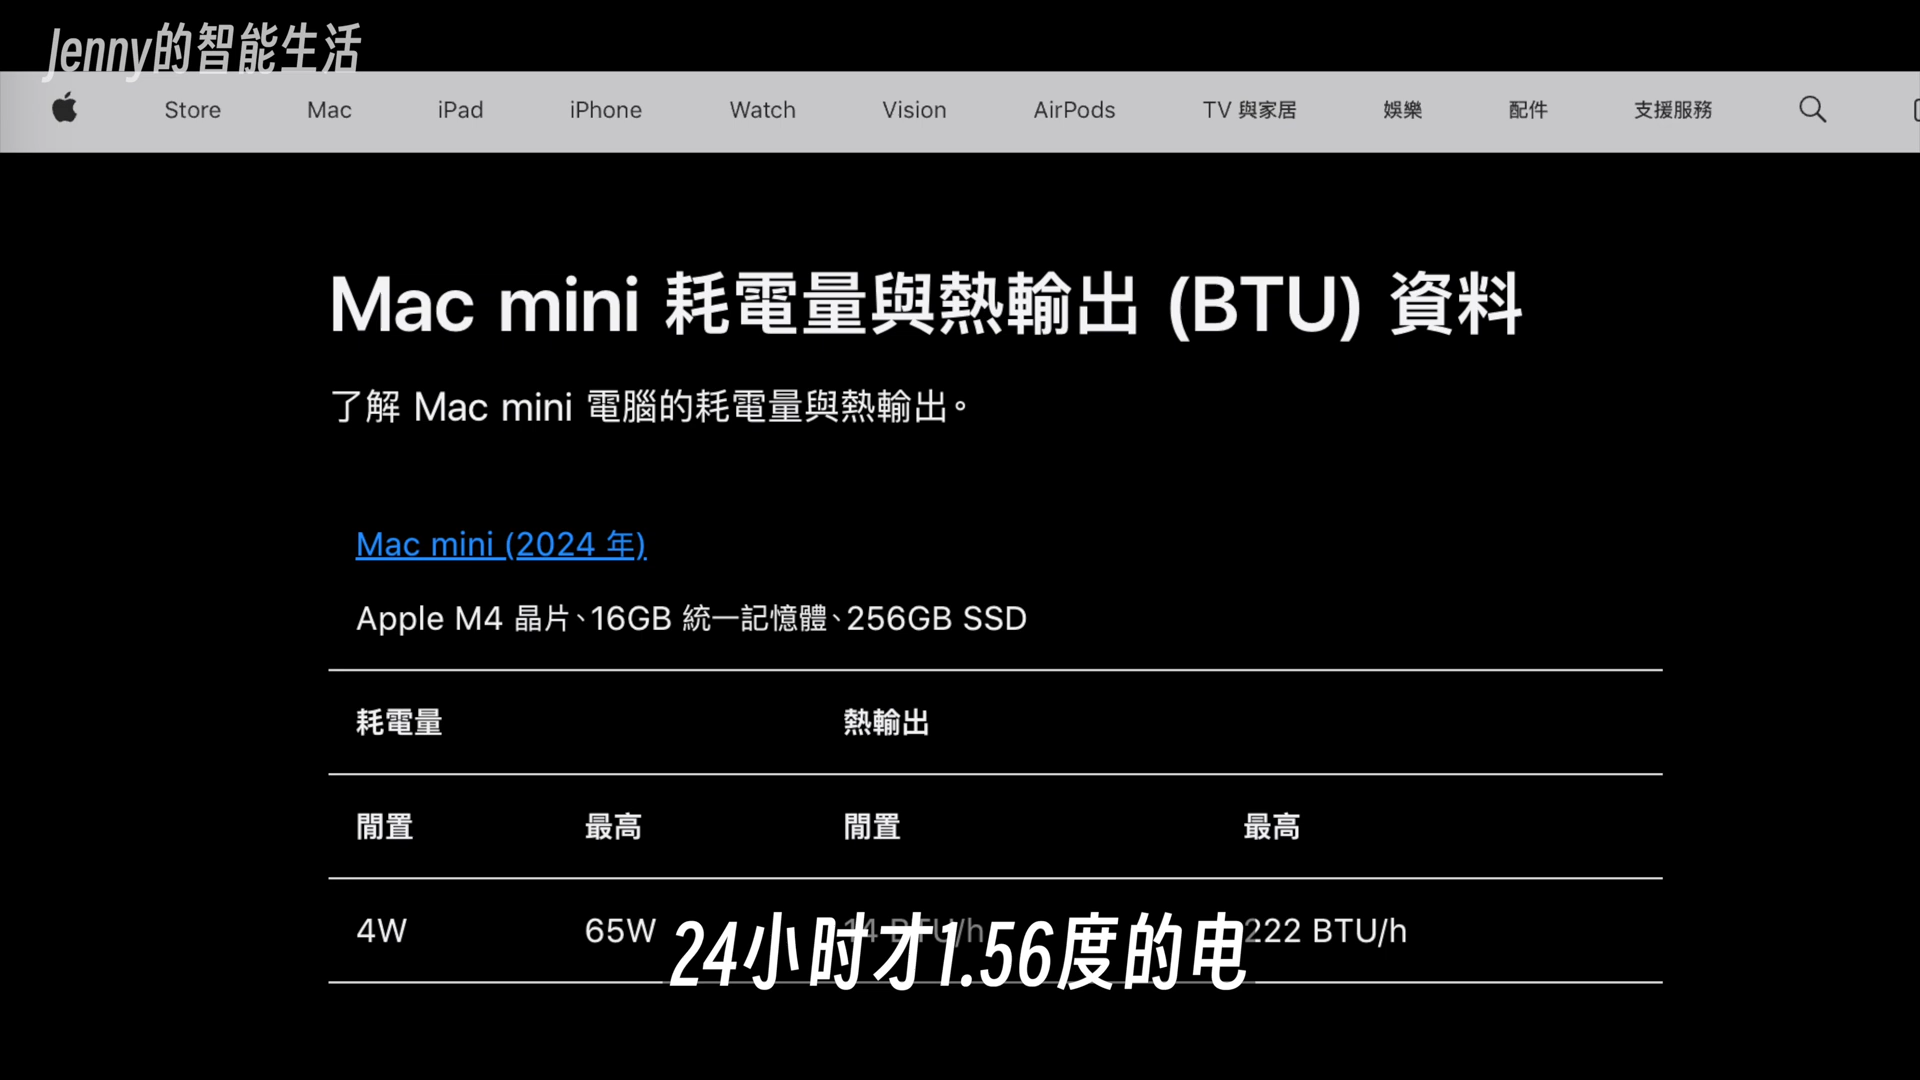 Jenny的智能生活
Store Mac iPad iPhone Watch Vision AirPods TV 與家居 娛樂 配件 支援服務
Mac mini 耗電量與熱輸出 (BTU) 資料
了解 Mac mini 電腦的耗電量與熱輸出。
Mac mini (2024 年)
Apple M4 晶片、16GB 統一記憶體、256GB SSD
耗電量 熱輸出
閒置 最高 閒置 最高
4W 65W 14 BTU/h 222 BTU/h
24小时才1.56度的电